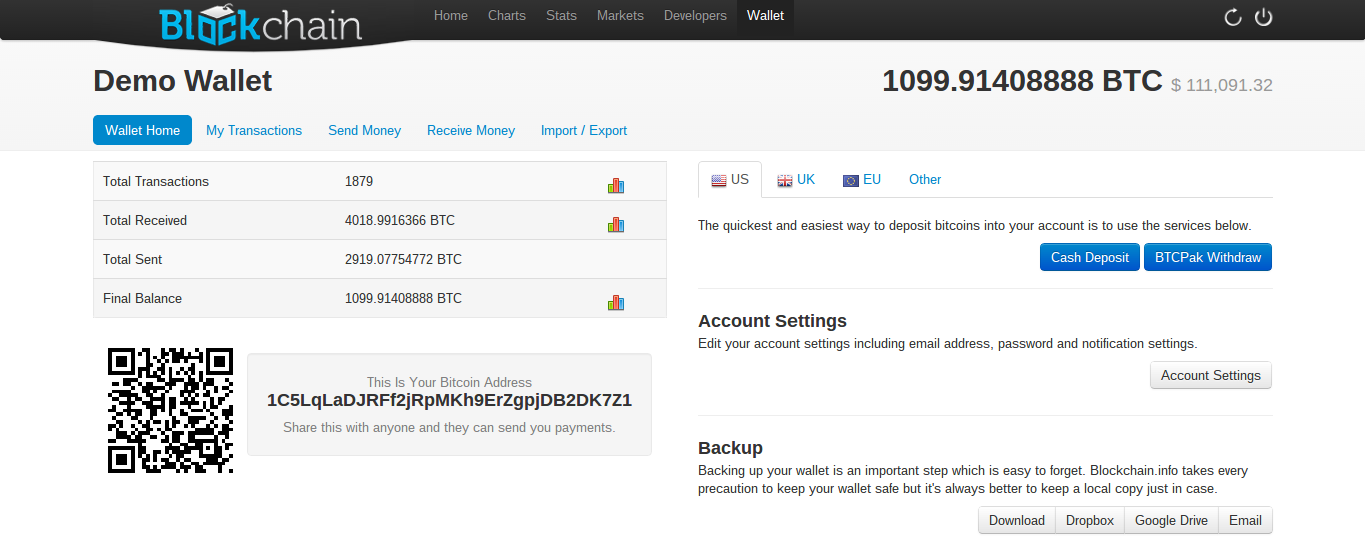 Blockchain Home Charts Stats Markets Developers Wallet
Demo Wallet
1099.91408888 BTC $ 111,091.32
Wallet Home My Transactions Send Money Receive Money Import / Export
Total Transactions 1879
Total Received 4018.9916366 BTC
Total Sent 2919.07754772 BTC
Final Balance 1099.91408888 BTC
This Is Your Bitcoin Address
1C5LqLaDJRFf2jRpMKh9ErZgpjDB2DK7Z1
Share this with anyone and they can send you payments.
US UK EU Other
The quickest and easiest way to deposit bitcoins into your account is to use the services below.
Cash Deposit BTCPak Withdraw
Account Settings
Edit your account settings including email address, password and notification settings.
Account Settings
Backup
Backing up your wallet is an important step which is easy to forget. Blockchain.info takes every
precaution to keep your wallet safe but it's always better to keep a local copy just in case.
Download Dropbox Google Drive Email